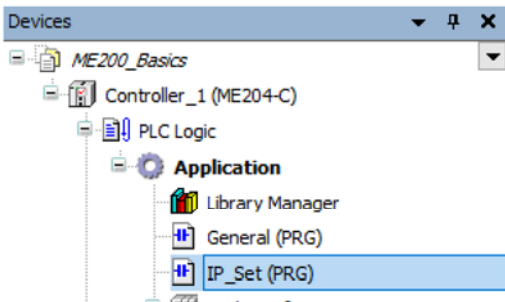 Devices
ME200_Basics
Controller_1 (ME204-C)
PLC Logic
Application
Library Manager
General (PRG)
IP_Set (PRG)